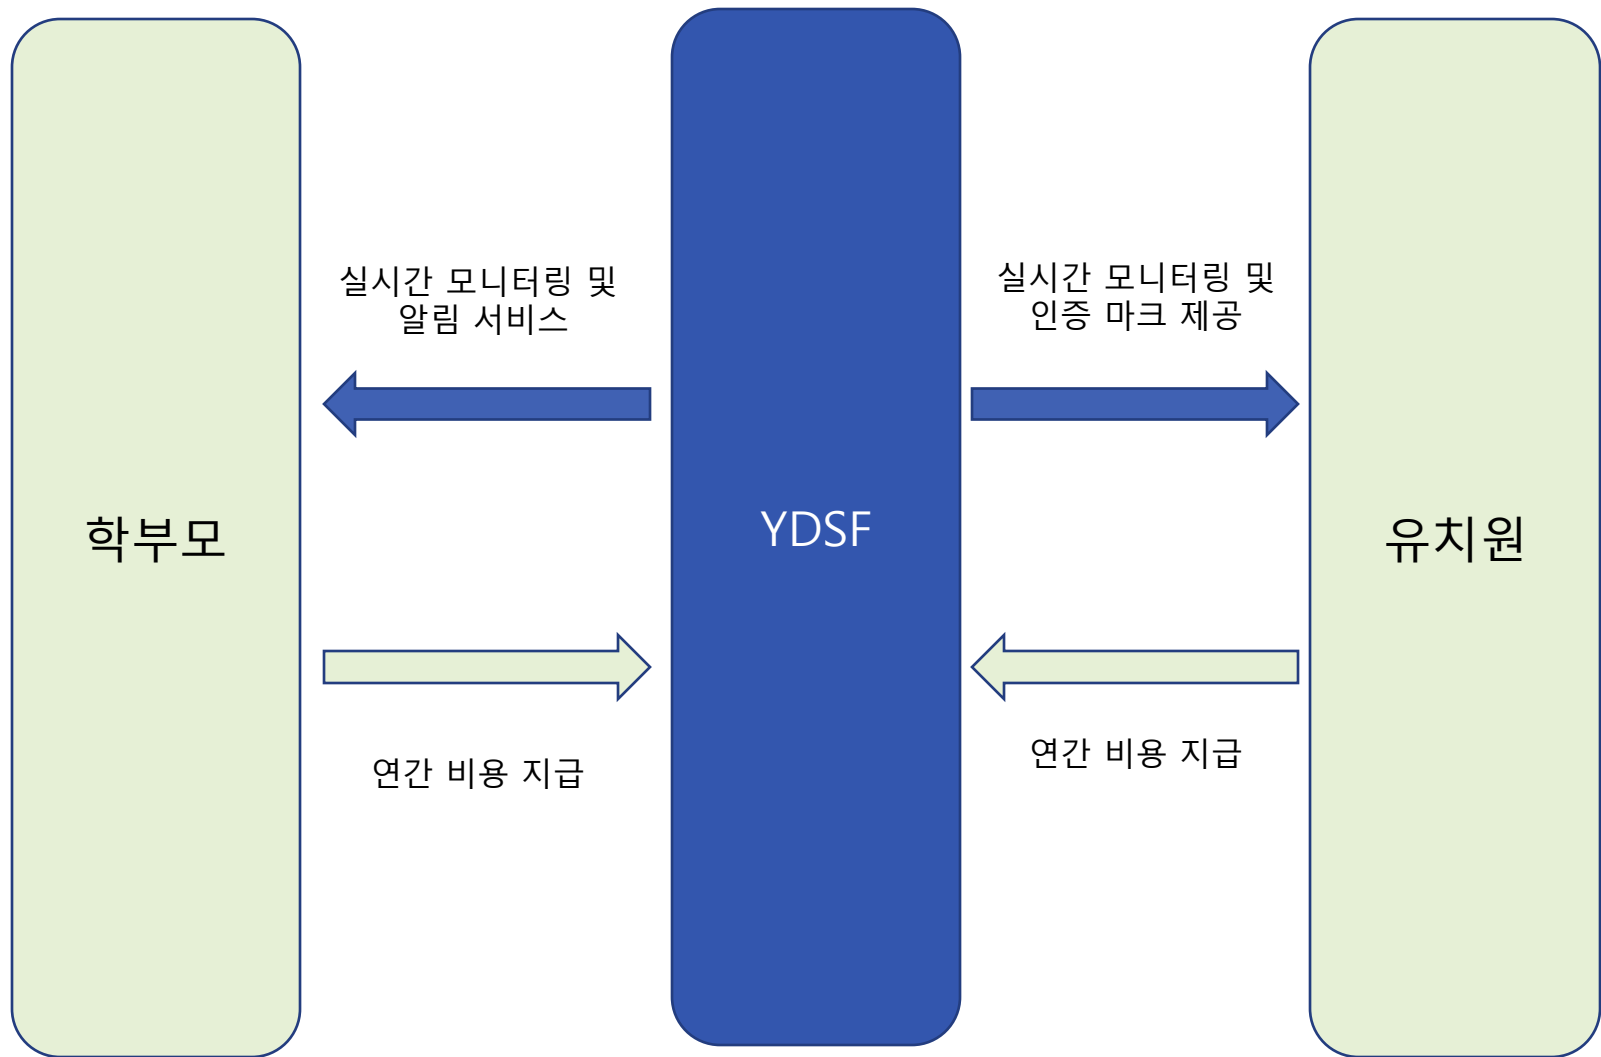 실시간 모니터링 및
알림 서비스
실시간 모니터링 및
인증 마크 제공
학부모
YDSF
유치원
연간 비용 지급
연간 비용 지급